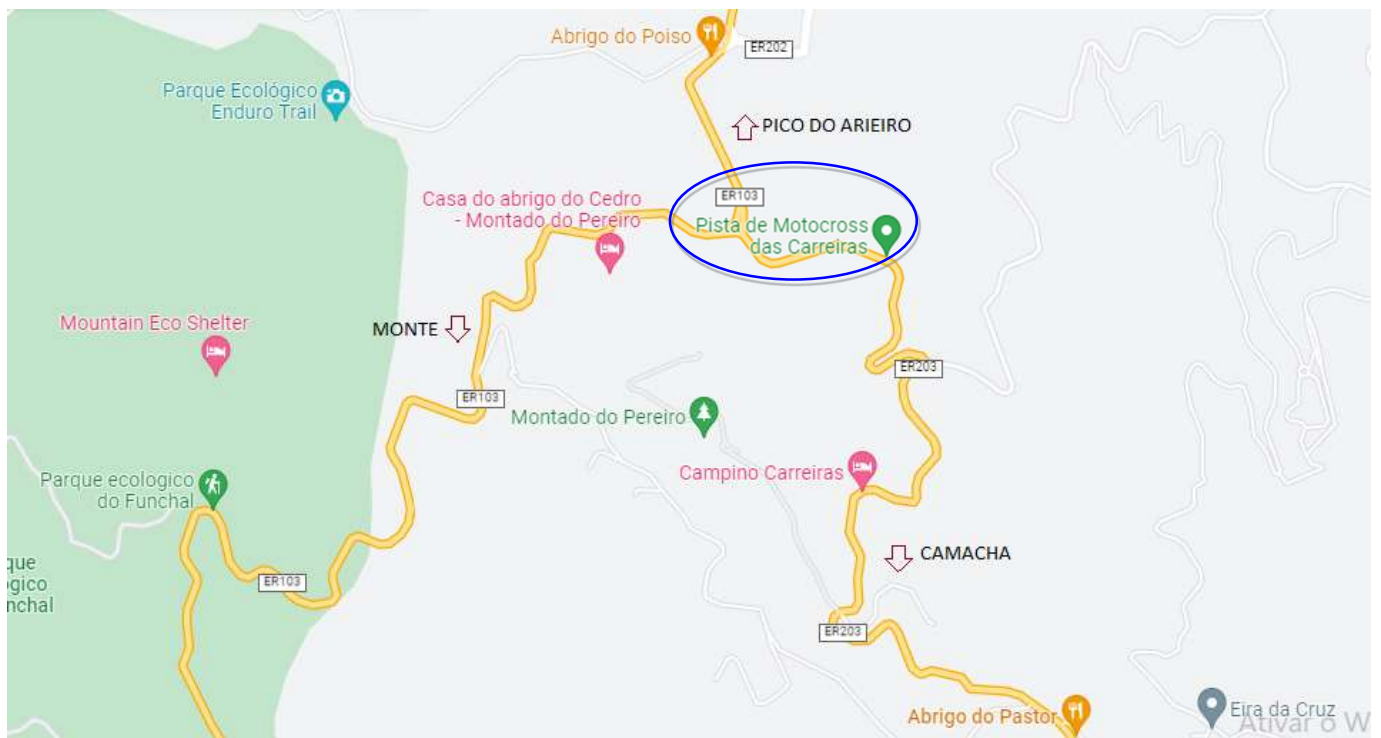 Abrigo do Poiso
ER202
Parque Ecológico
Enduro Trail
PICO DO ARIEIRO
Casa do abrigo do Cedro
- Montado do Pereiro
ER103
Pista de Motocross
das Carreiras
Mountain Eco Shelter
MONTE
ER203
ER103
Montado do Pereiro
Campino Carreiras
Parque ecologico
do Funchal
CAMACHA
que
ógico
nchal
ER103
ER203
Abrigo do Pastor
Eira da Cruz
Ativar o W